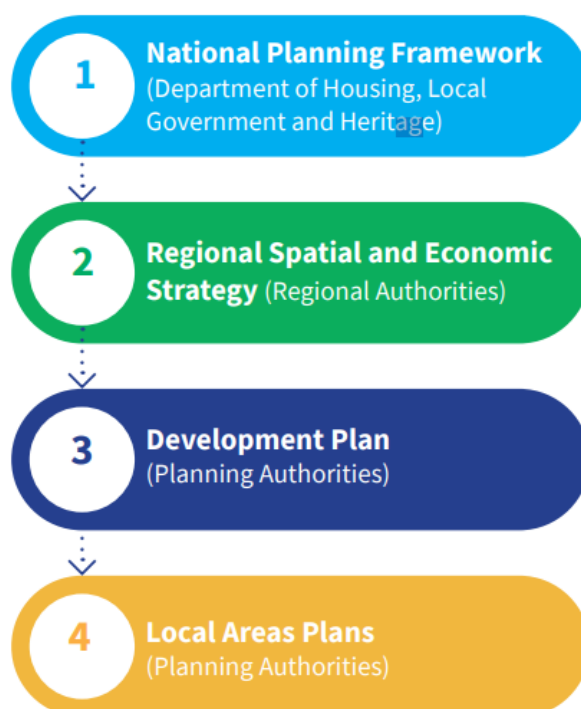 1
National Planning Framework
(Department of Housing, Local
Government and Heritage)
2
Regional Spatial and Economic
Strategy (Regional Authorities)
3
Development Plan
(Planning Authorities)
4
Local Areas Plans
(Planning Authorities)